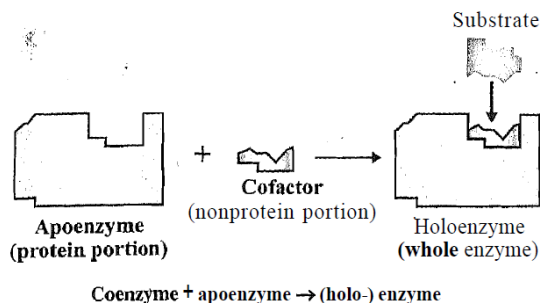 Substrate
+
Cofactor
(nonprotein portion)
Apoenzyme
(protein portion)
Holoenzyme
(whole enzyme)
Coenzyme + apoenzyme → (holo-) enzyme